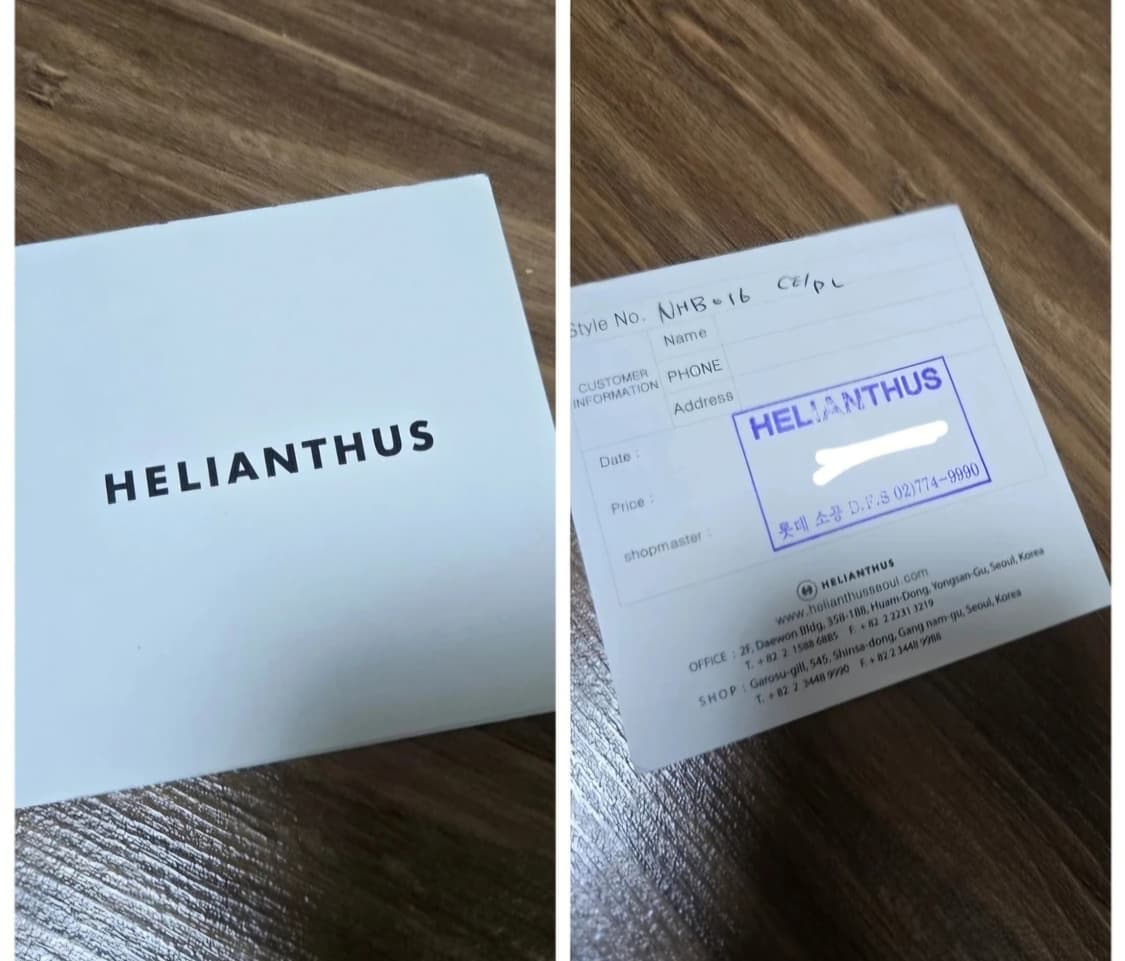 HELIANTHUS
Style No. NHB016 CE/PL
CUSTOMER INFORMATION
Name
PHONE
Address
Date :
Price :
shopmaster :
HELIANTHUS
롯데 소공 D.F.S 02)774-9990
HELIANTHUS
www.helianthusseoul.com
OFFICE : 2F, Daewon Bldg, 358-18B, Huam-Dong, Yongsan-Gu, Seoul, Korea
T. +82 2 1588 6885 F. +82 2 2231 3219
SHOP : Garosu-gill, 545, Shinsa-dong, Gang nam-gu, Seoul, Korea
T. +82 2 3448 9990 F. +82 2 3448 9988